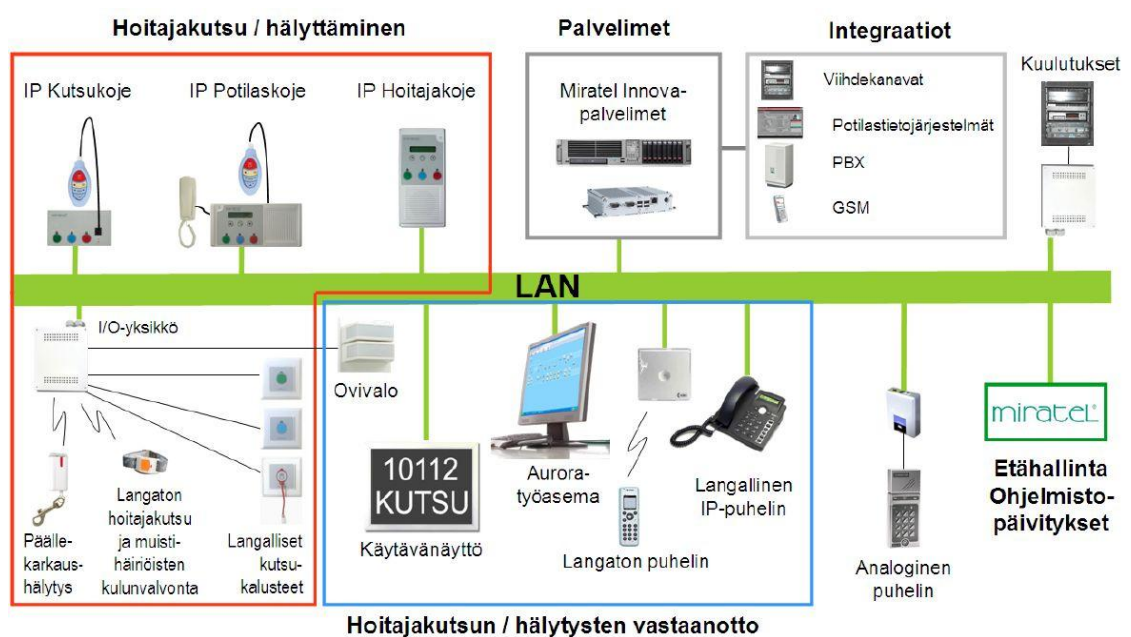 Hoitajakutsu / hälyttäminen
Palvelimet
Integraatiot
Kuulutukset
IP Kutsukoje
IP Potilaskoje
IP Hoitajakoje
Miratel Innova-
palvelimet
Viihdekanavat
Potilastietojärjestelmät
PBX
GSM
LAN
I/O-yksikkö
Ovivalo
10112
KUTSU
Käytävänäyttö
Aurora-
työasema
Langaton puhelin
Langallinen
IP-puhelin
Analoginen
puhelin
miratel
Etähallinta
Ohjelmisto-
päivitykset
Päälle-
karkaus-
hälytys
Langaton
hoitajakutsu
ja muisti-
häiriöisten
kulunvalvonta
Langalliset
kutsu-
kalusteet
Hoitajakutsun / hälytysten vastaanotto